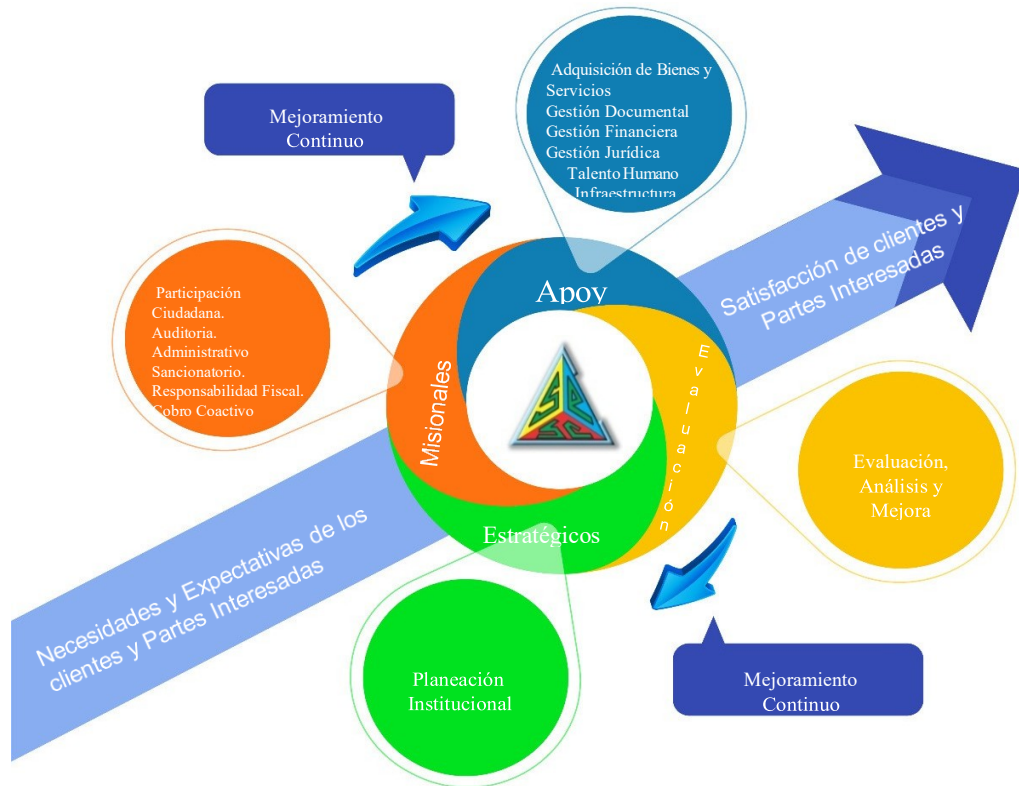 Adquisición de Bienes y
Servicios
Gestión Documental
Gestión Financiera
Gestión Jurídica
Talento Humano
Infraestructura
Mejoramiento
Continuo
Satisfacción de clientes y
Partes Interesadas
Apoy
Participación
Ciudadana.
Auditoria.
Administrativo
Sancionatorio.
Responsabilidad Fiscal.
Cobro Coactivo
Misionales
Evaluación
Evaluación,
Análisis y
Mejora
Estratégicos
Necesidades y Expectativas de los
clientes y Partes Interesadas
Planeación
Institucional
Mejoramiento
Continuo